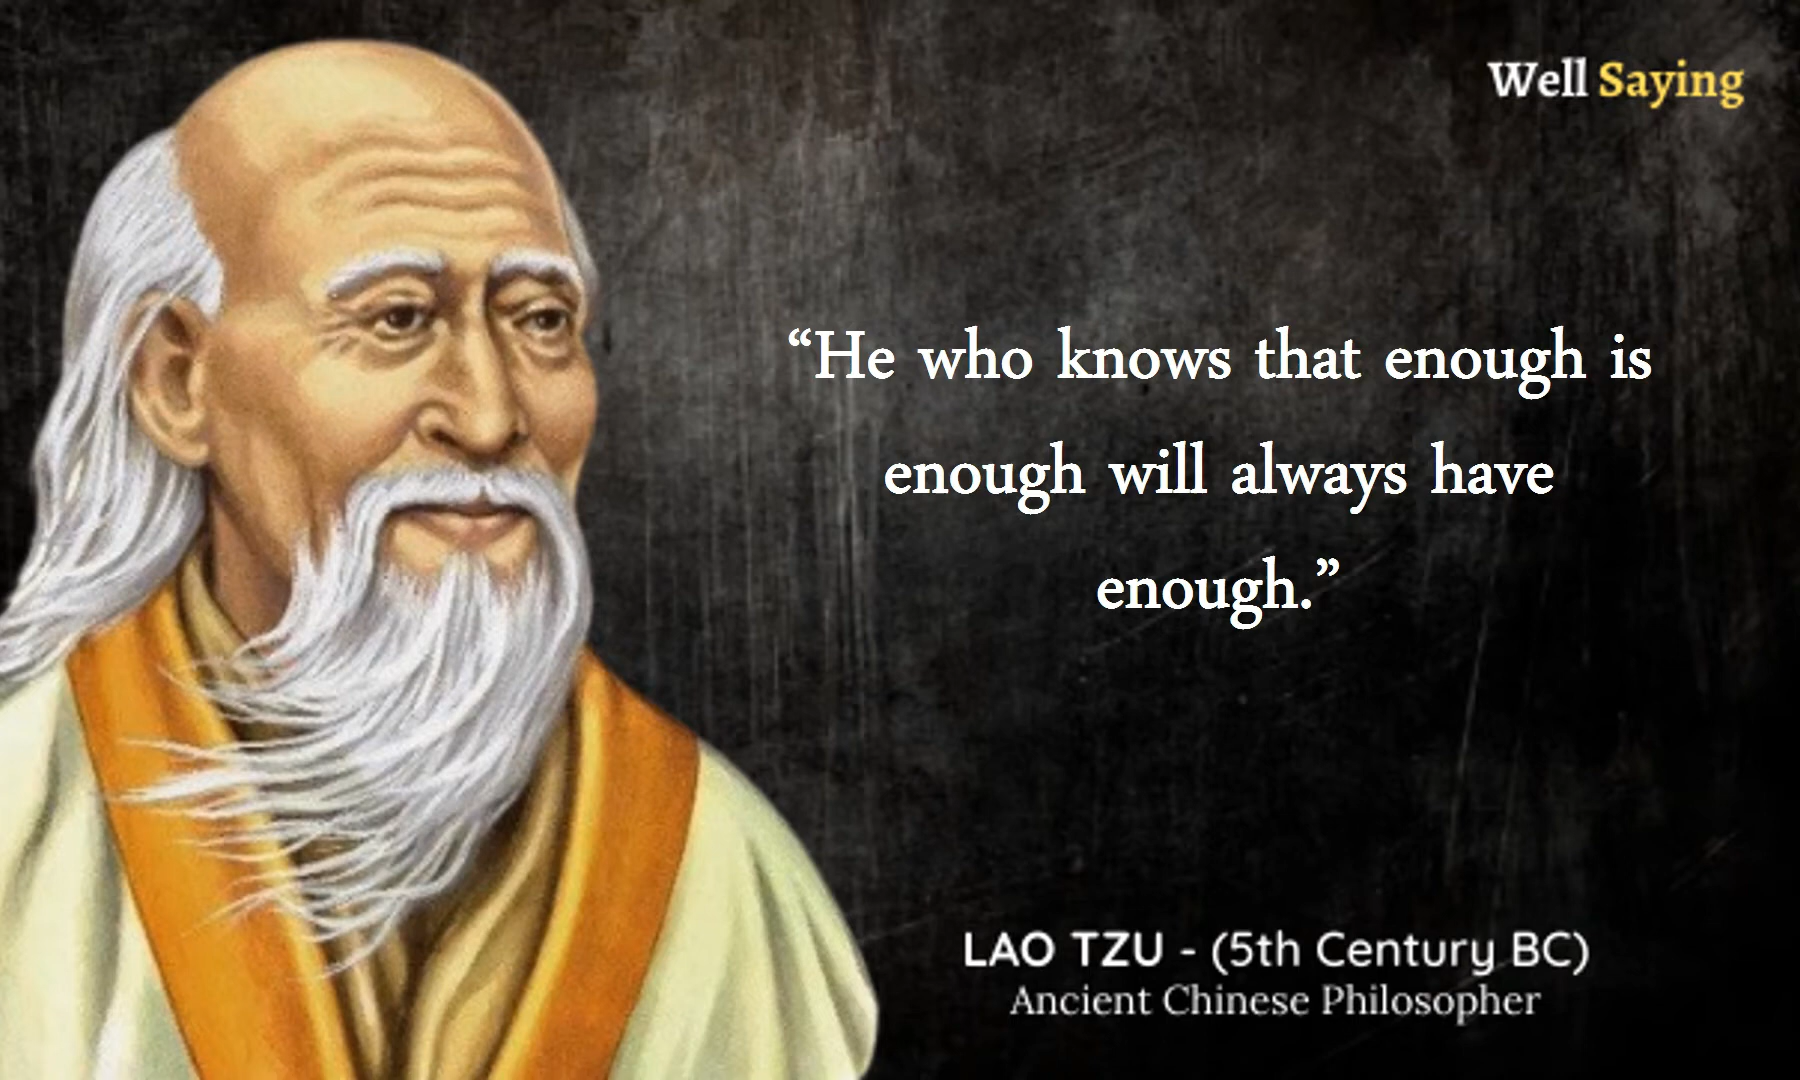 Well Saying
“He who knows that enough is
enough will always have
enough.”
LAO TZU - (5th Century BC)
Ancient Chinese Philosopher